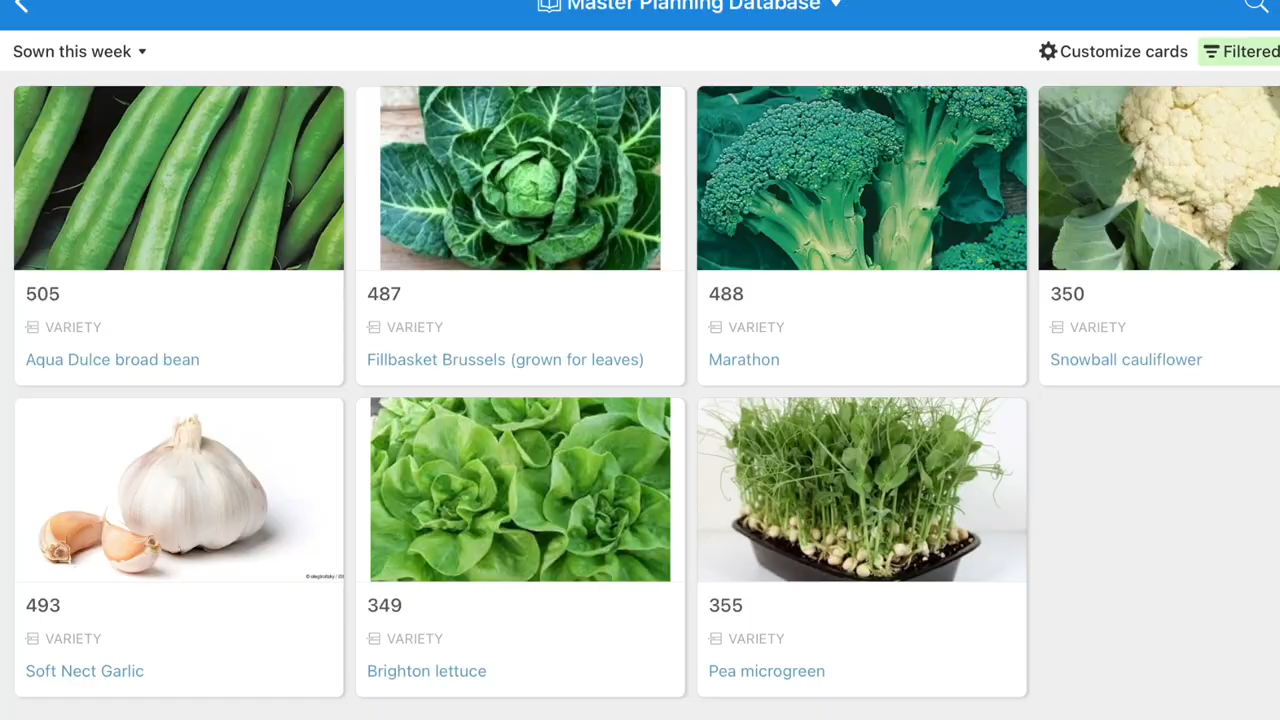 Master Planning Database
Sown this week
Customize cards
Filtered
505
VARIETY
Aqua Dulce broad bean
487
VARIETY
Fillbasket Brussels (grown for leaves)
488
VARIETY
Marathon
350
VARIETY
Snowball cauliflower
493
VARIETY
Soft Nect Garlic
349
VARIETY
Brighton lettuce
355
VARIETY
Pea microgreen